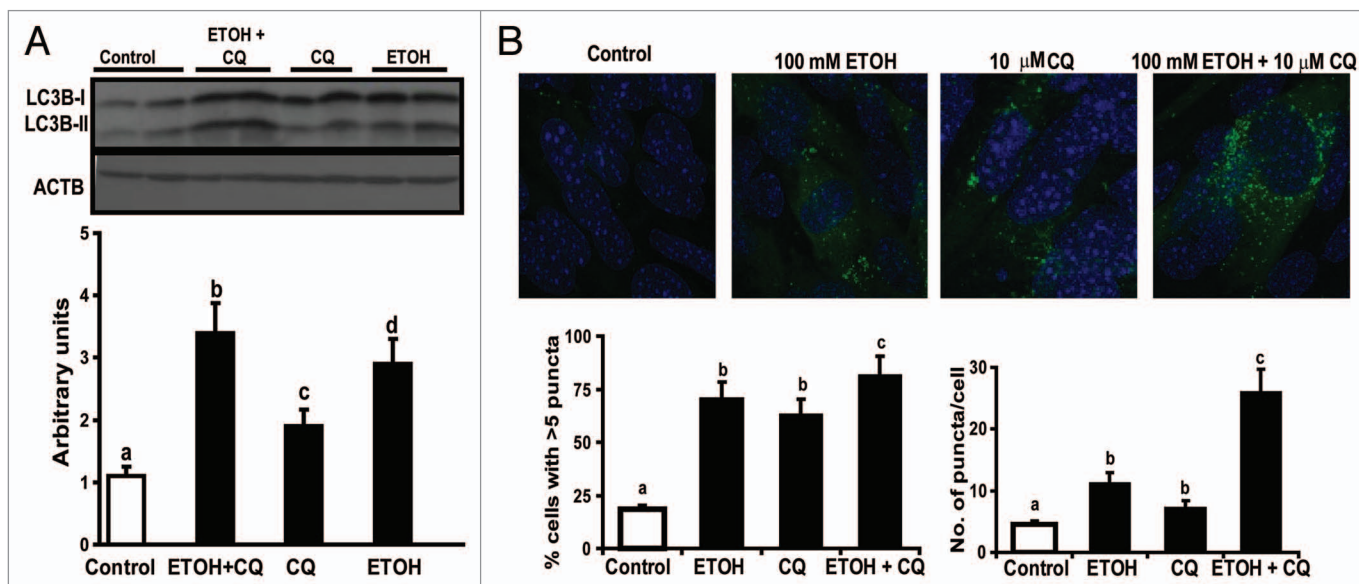 A
Control
ETOH +
CQ
CQ
ETOH
LC3B-I
LC3B-II
ACTB
Arbitrary units
5
4
3
2
1
0
a
b
c
d
Control ETOH+CQ CQ ETOH
B
Control
100 mM ETOH
10 μM CQ
100 mM ETOH + 10 μM CQ
% cells with >5 puncta
100
75
50
25
0
a
b
b
c
Control ETOH CQ ETOH + CQ
No. of puncta/cell
30
20
10
0
a
b
b
c
Control ETOH CQ ETOH + CQ